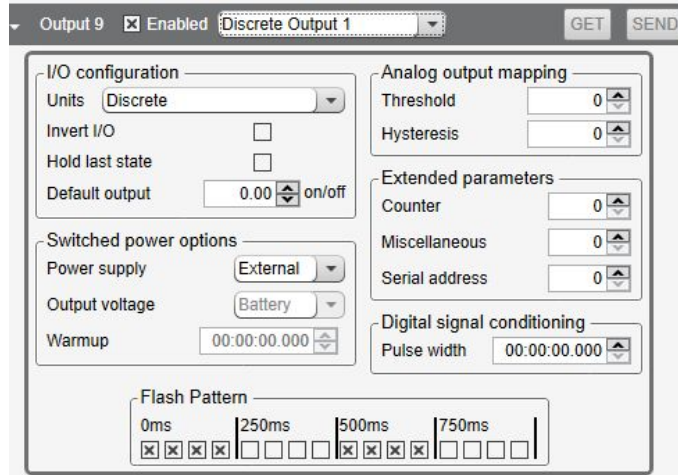 Output 9 Enabled Discrete Output 1 GET SEND
I/O configuration
Units Discrete
Invert I/O
Hold last state
Default output 0.00 on/off
Switched power options
Power supply External
Output voltage Battery
Warmup 00:00:00.000
Analog output mapping
Threshold 0
Hysteresis 0
Extended parameters
Counter 0
Miscellaneous 0
Serial address 0
Digital signal conditioning
Pulse width 00:00:00.000
Flash Pattern
0ms 250ms 500ms 750ms